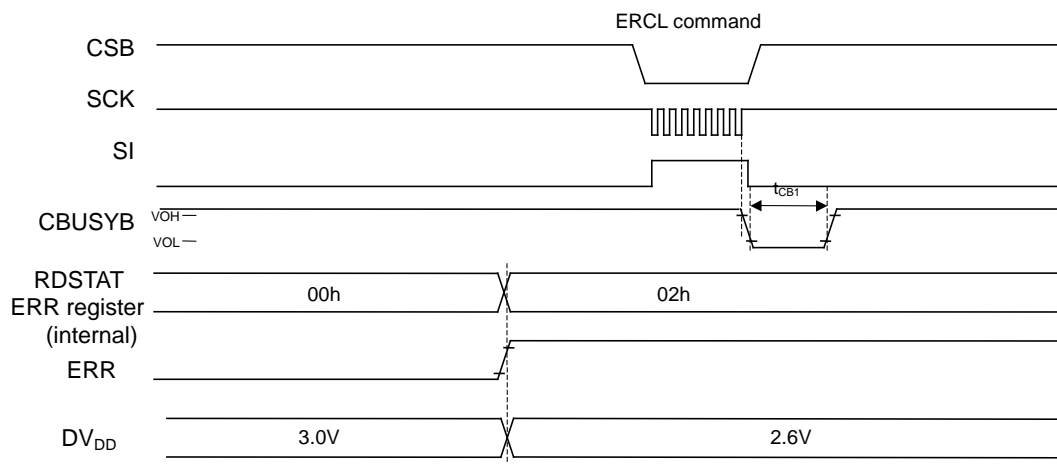 ERCL command
CSB
SCK
SI
tCB1
CBUSYB
VOH
VOL
RDSTAT
ERR register
(internal)
00h
02h
ERR
DVDD
3.0V
2.6V